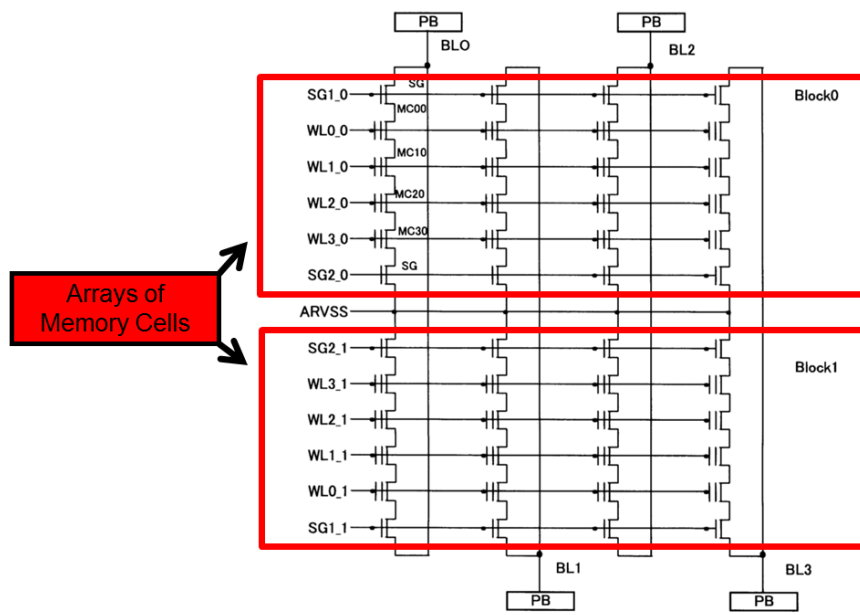 PB
PB
BL0
BL2
SG1_0
SG
Block0
MC00
WL0_0
WL1_0
MC10
WL2_0
MC20
WL3_0
MC30
SG2_0
SG
Arrays of
Memory Cells
ARVSS
SG2_1
Block1
WL3_1
WL2_1
WL1_1
WL0_1
SG1_1
BL1
BL3
PB
PB